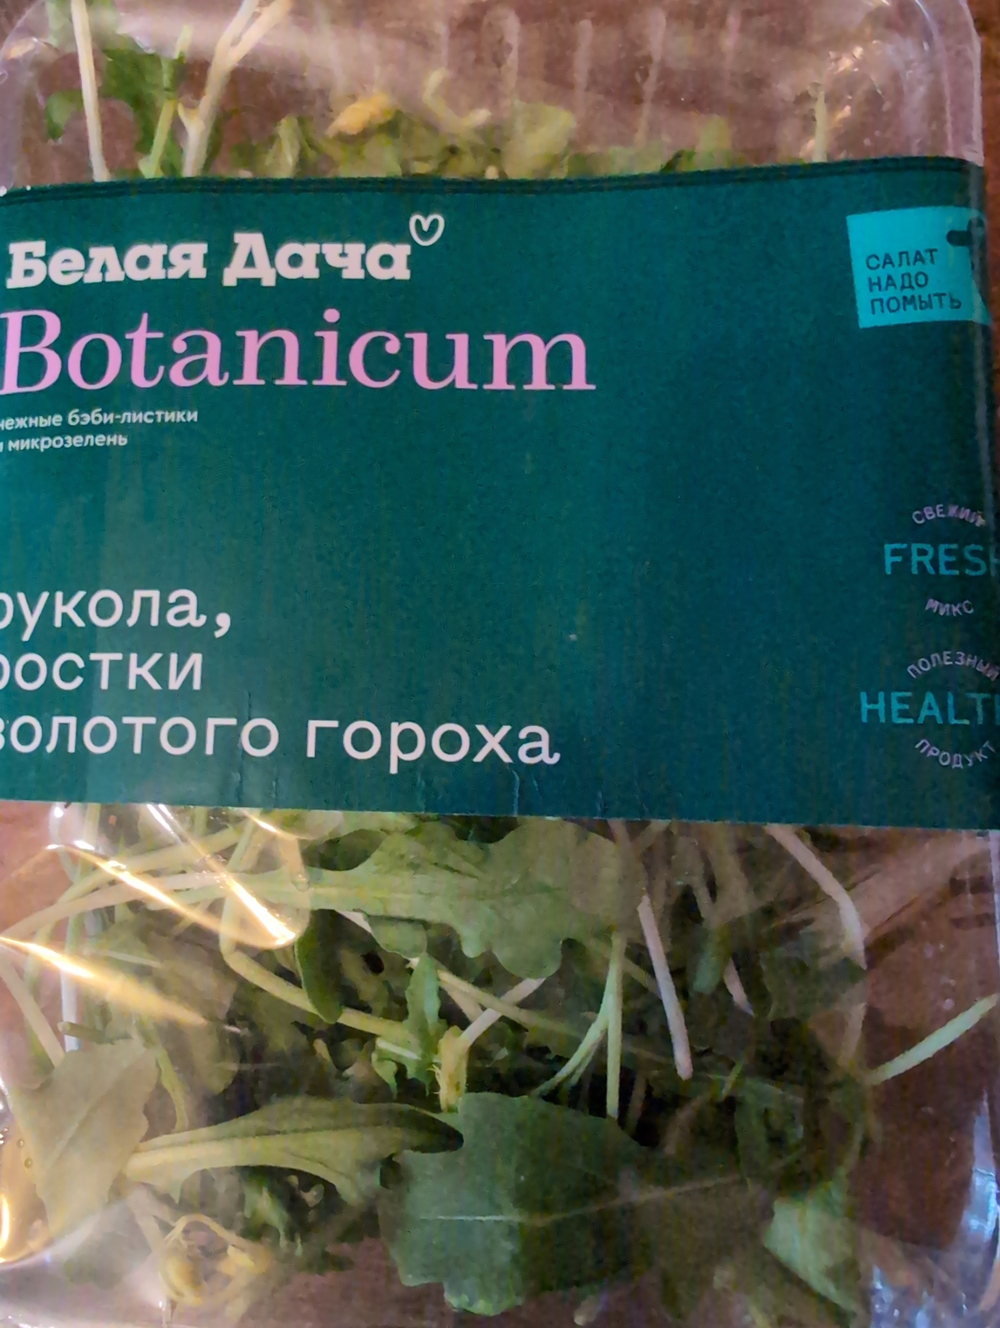 Белая Дача
Botanicum
нежные бэби-листики
и микрозелень
САЛАТ
НАДО
ПОМЫТЬ
рукола,
ростки
золотого гороха
СВЕЖИЙ
FRESH
МИКС
ПОЛЕЗНЫЙ
HEALT
ПРОДУКТ